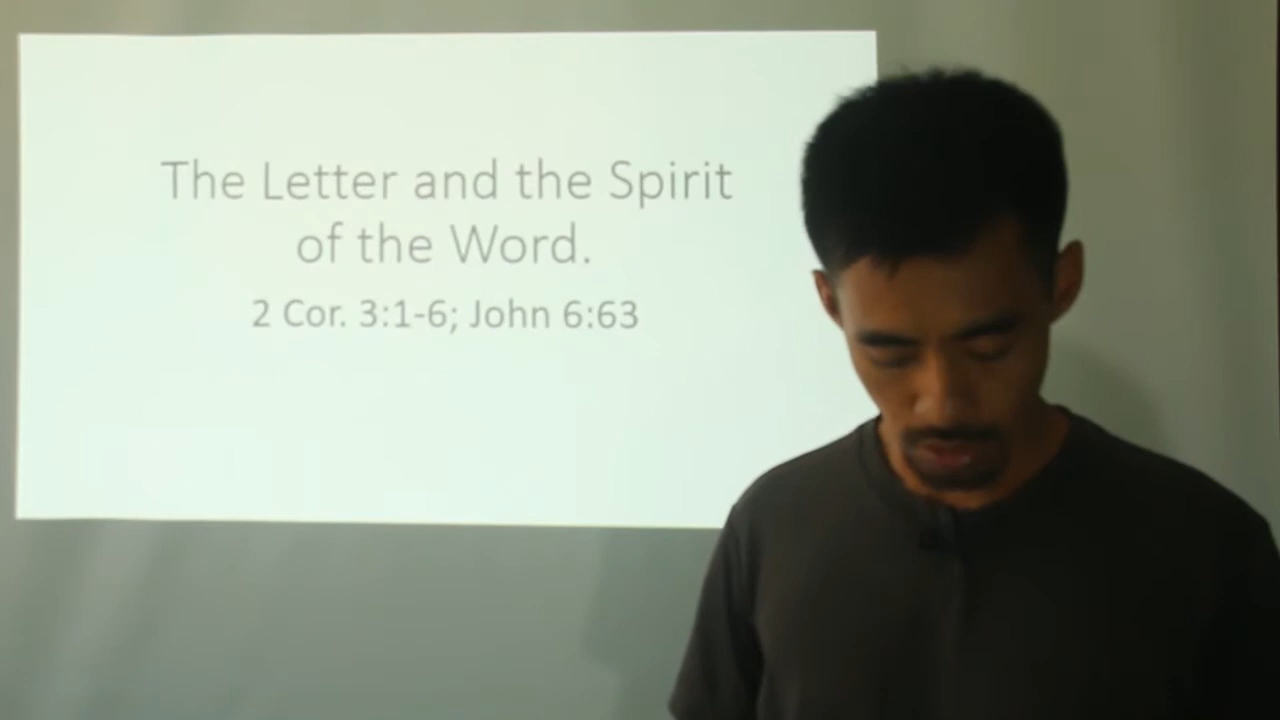 The Letter and the Spirit
of the Word.
2 Cor. 3:1-6; John 6:63